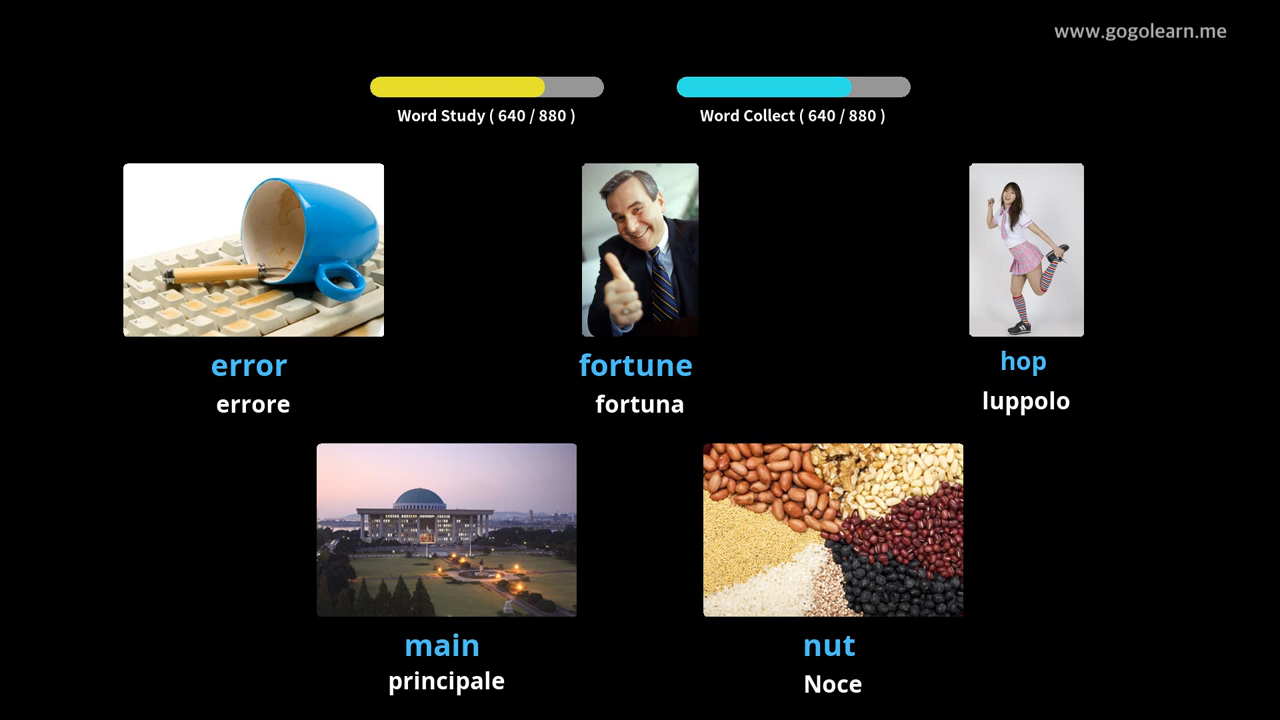 www.gogolearn.me
Word Study ( 640 / 880 )
Word Collect ( 640 / 880 )
error
errore
fortune
fortuna
hop
luppolo
main
principale
nut
Noce